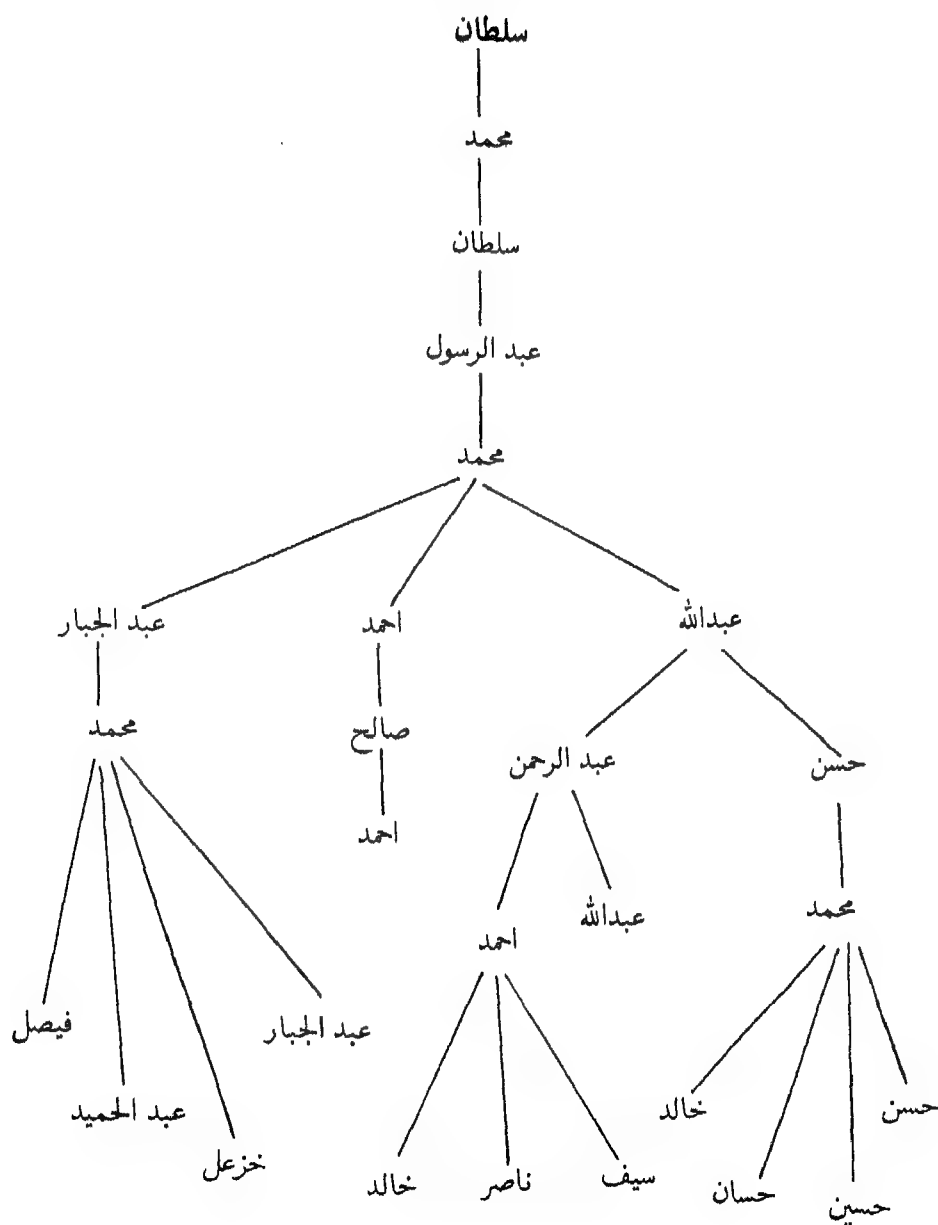 سلطان
محمد
سلطان
عبد الرسول
محمد
عبدالله
احمد
عبد الجبار
حسن
عبد الرحمن
صالح
محمد
احمد
محمد
عبدالله
احمد
عبد الجبار
فيصل
حسن
خالد
عبد الحميد
سيف
ناصر
خالد
خزعل
حسين
حسان